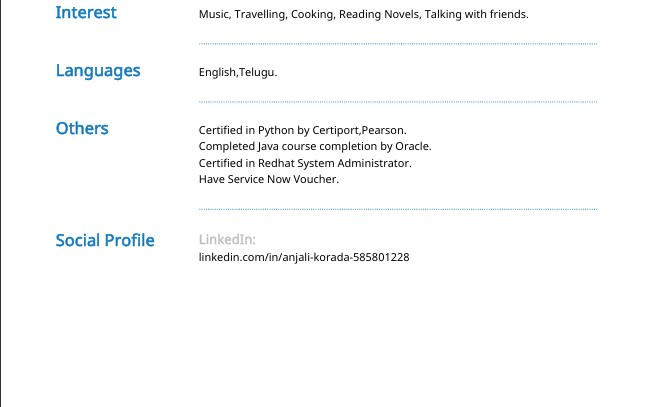 Interest
Music, Travelling, Cooking, Reading Novels, Talking with friends.
Languages
English,Telugu.
Others
Certified in Python by Certiport,Pearson.
Completed Java course completion by Oracle.
Certified in Redhat System Administrator.
Have Service Now Voucher.
Social Profile
LinkedIn:
linkedin.com/in/anjali-korada-585801228